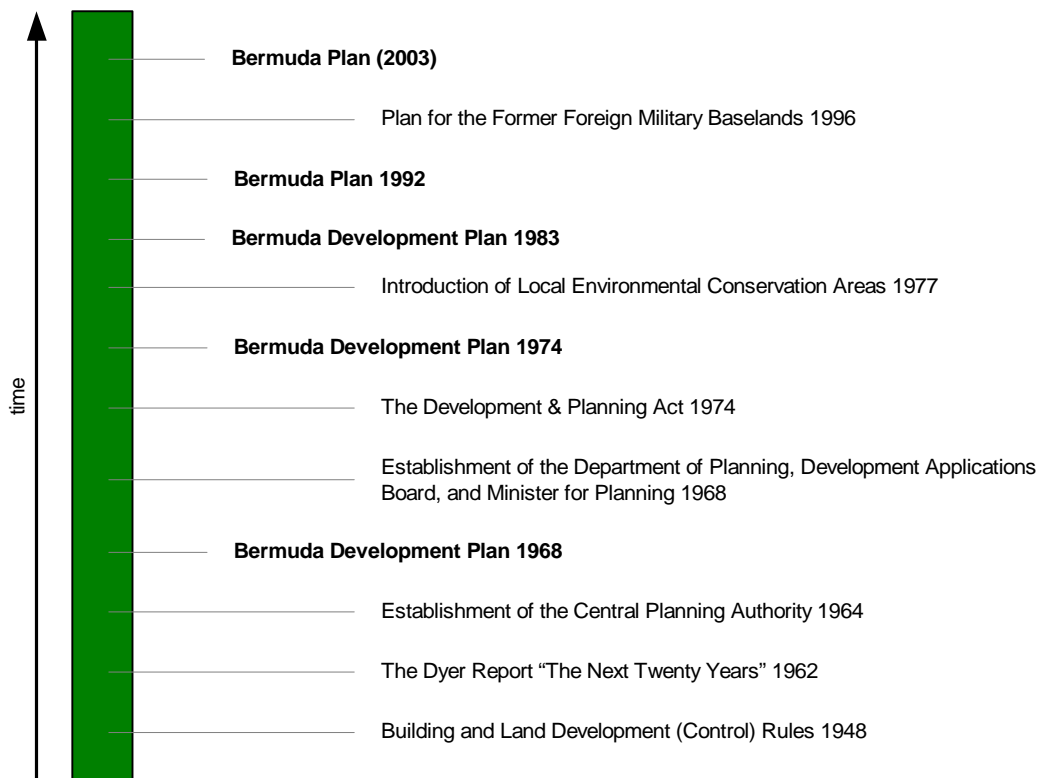 Bermuda Plan (2003)
Plan for the Former Foreign Military Baselands 1996
Bermuda Plan 1992
Bermuda Development Plan 1983
Introduction of Local Environmental Conservation Areas 1977
Bermuda Development Plan 1974
time
The Development & Planning Act 1974
Establishment of the Department of Planning, Development Applications
Board, and Minister for Planning 1968
Bermuda Development Plan 1968
Establishment of the Central Planning Authority 1964
The Dyer Report “The Next Twenty Years” 1962
Building and Land Development (Control) Rules 1948